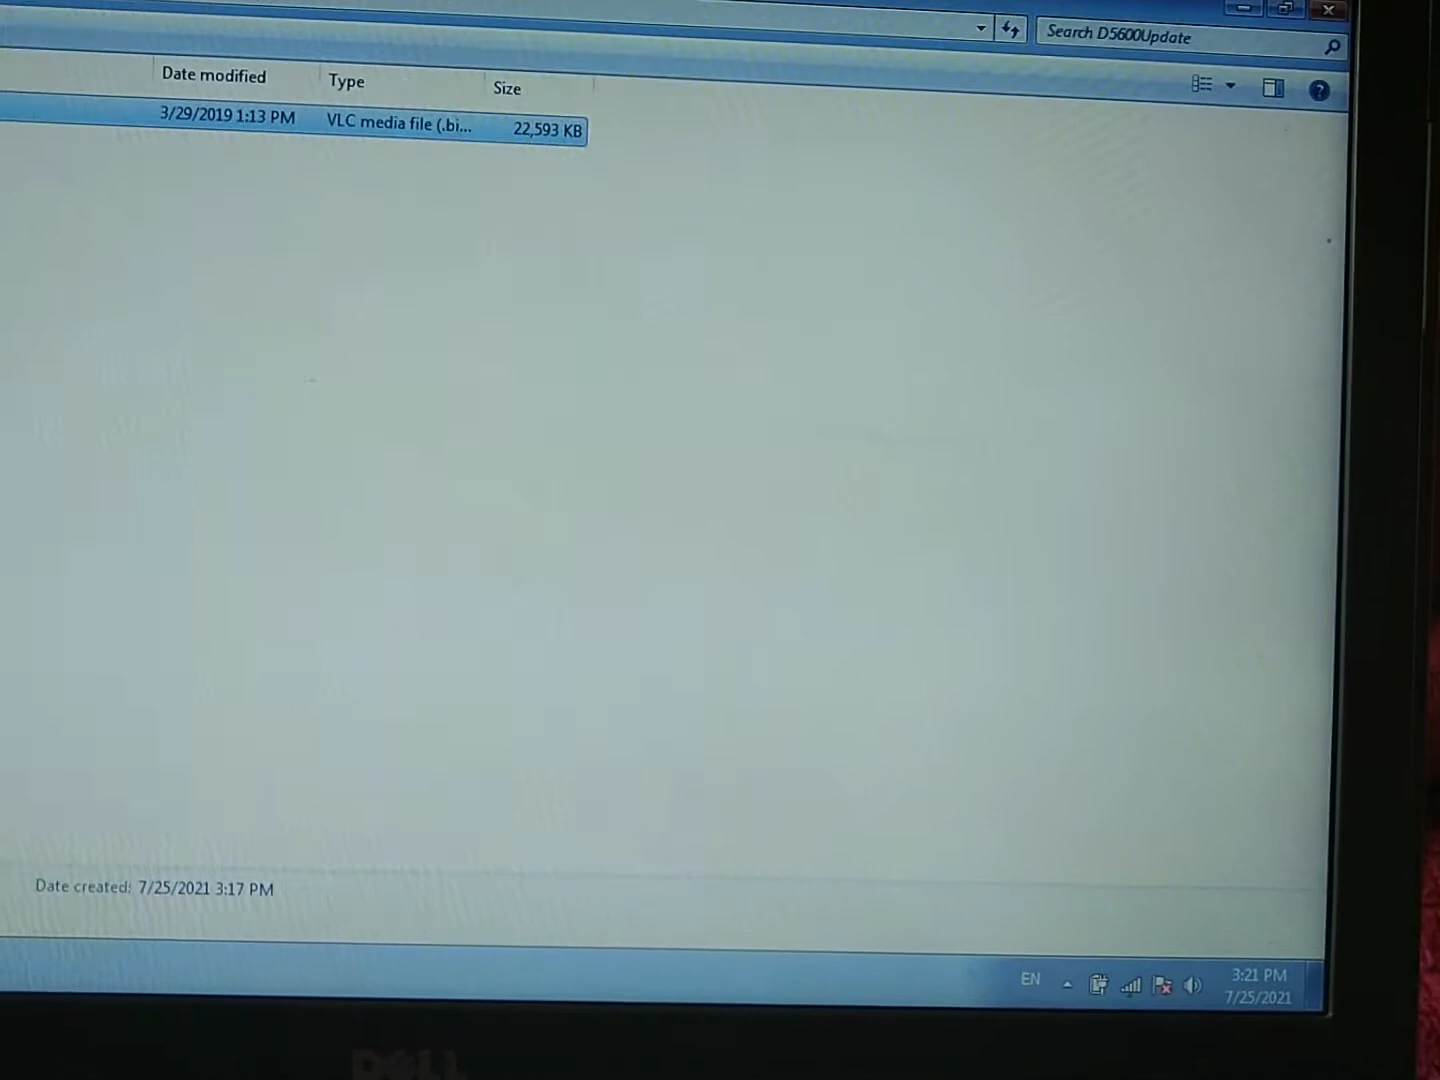 Search D5600Update
Date modified
Type
Size
3/29/2019 1:13 PM
VLC media file (.bi...
22,593 KB
Date created: 7/25/2021 3:17 PM
EN
3:21 PM
7/25/2021
DELL